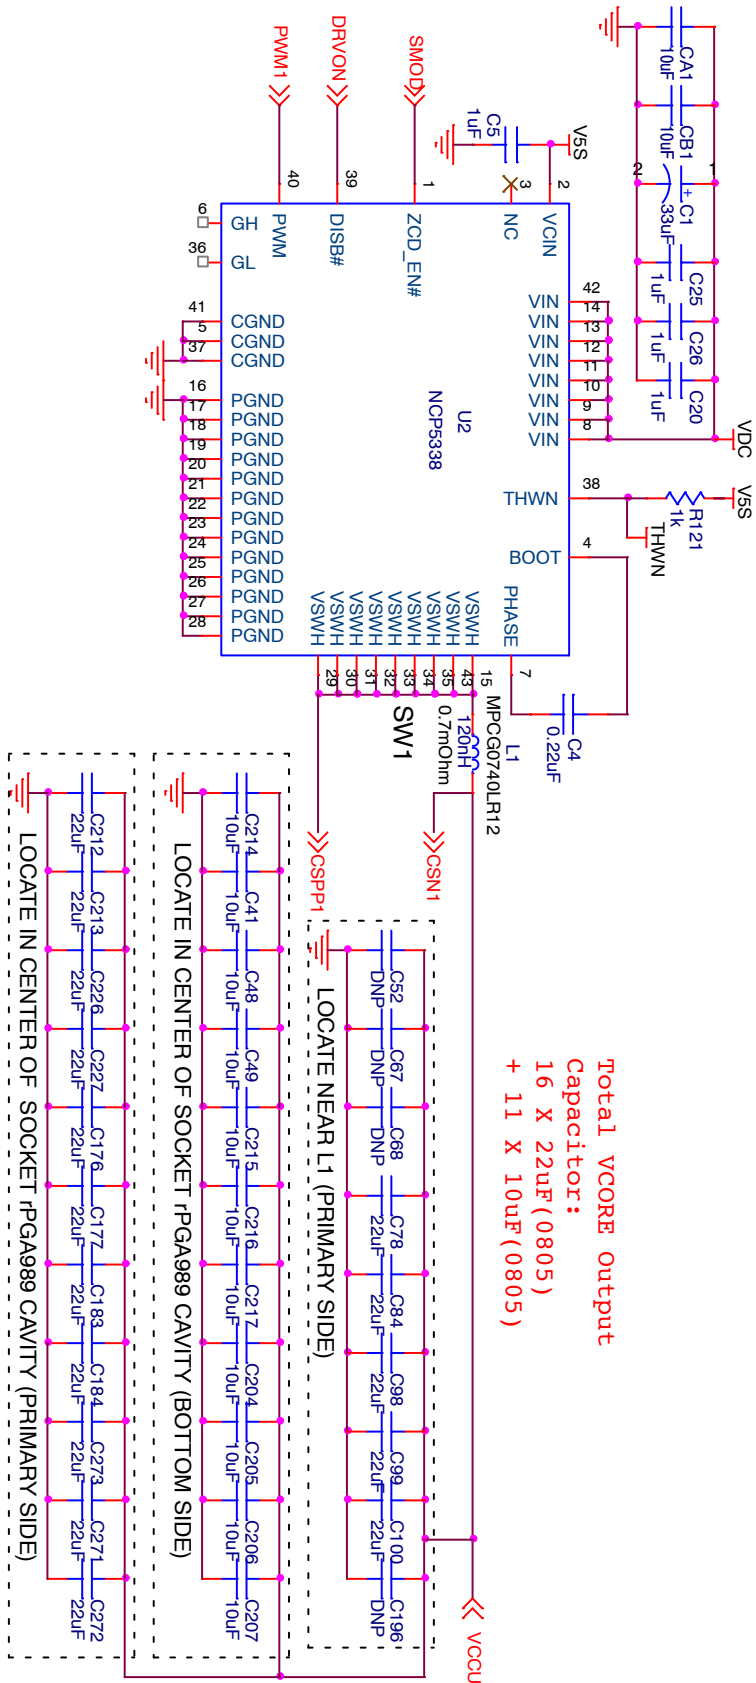 CA1
10uF
CB1
10uF
1
2
+
C1
33uF
C25
1uF
C26
1uF
C20
1uF
VDC
PWM1
DRVON
SMOD
C5
1uF
V5S
V5S
R121
1k
THWN
40
39
1
3
2
6
36
41
5
37
16
17
18
19
20
21
22
23
24
25
26
27
28
GH
GL
PWM
DISB#
ZCD_EN#
NC
VCIN
CGND
CGND
CGND
PGND
PGND
PGND
PGND
PGND
PGND
PGND
PGND
PGND
PGND
PGND
PGND
PGND
U2
NCP5338
VIN
VIN
VIN
VIN
VIN
VIN
VIN
VIN
THWN
BOOT
42
14
13
12
11
10
9
8
38
4
PHASE
7
VSWH
VSWH
VSWH
VSWH
VSWH
VSWH
VSWH
VSWH
VSWH
29
30
31
32
33
34
35
43
15
C4
0.22uF
SW1
L1
MPCG0740LR12
120nH
0.7mOhm
CSPP1
CSN1
VCCU
Total VCORE Output
Capacitor:
16 X 22uF(0805)
+ 11 X 10uF(0805)
C52
DNP
C67
DNP
C68
DNP
C78
22uF
C84
22uF
C98
22uF
C99
22uF
C100
22uF
C196
DNP
LOCATE NEAR L1 (PRIMARY SIDE)
C214
10uF
C41
10uF
C48
10uF
C49
10uF
C215
10uF
C216
10uF
C217
10uF
C204
10uF
C205
10uF
C206
10uF
C207
10uF
LOCATE IN CENTER OF SOCKET rPGA989 CAVITY (BOTTOM SIDE)
C212
22uF
C213
22uF
C226
22uF
C227
22uF
C176
22uF
C177
22uF
C183
22uF
C184
22uF
C273
22uF
C271
22uF
C272
22uF
LOCATE IN CENTER OF SOCKET rPGA989 CAVITY (PRIMARY SIDE)